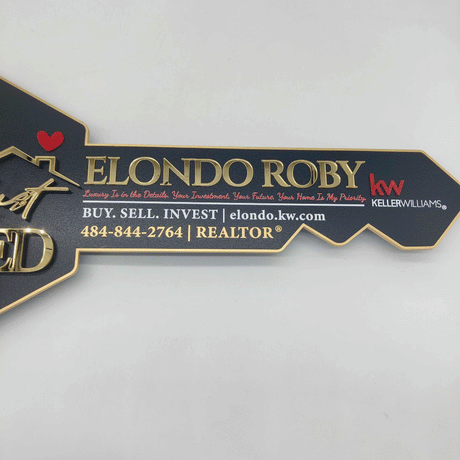 ELONDO ROBY
Luxury Is in the Details. Your Investment, Your Future. Your Home Is My Priority.
BUY. SELL. INVEST | elondo.kw.com
484-844-2764 | REALTOR®
kw
KELLERWILLIAMS®
ED